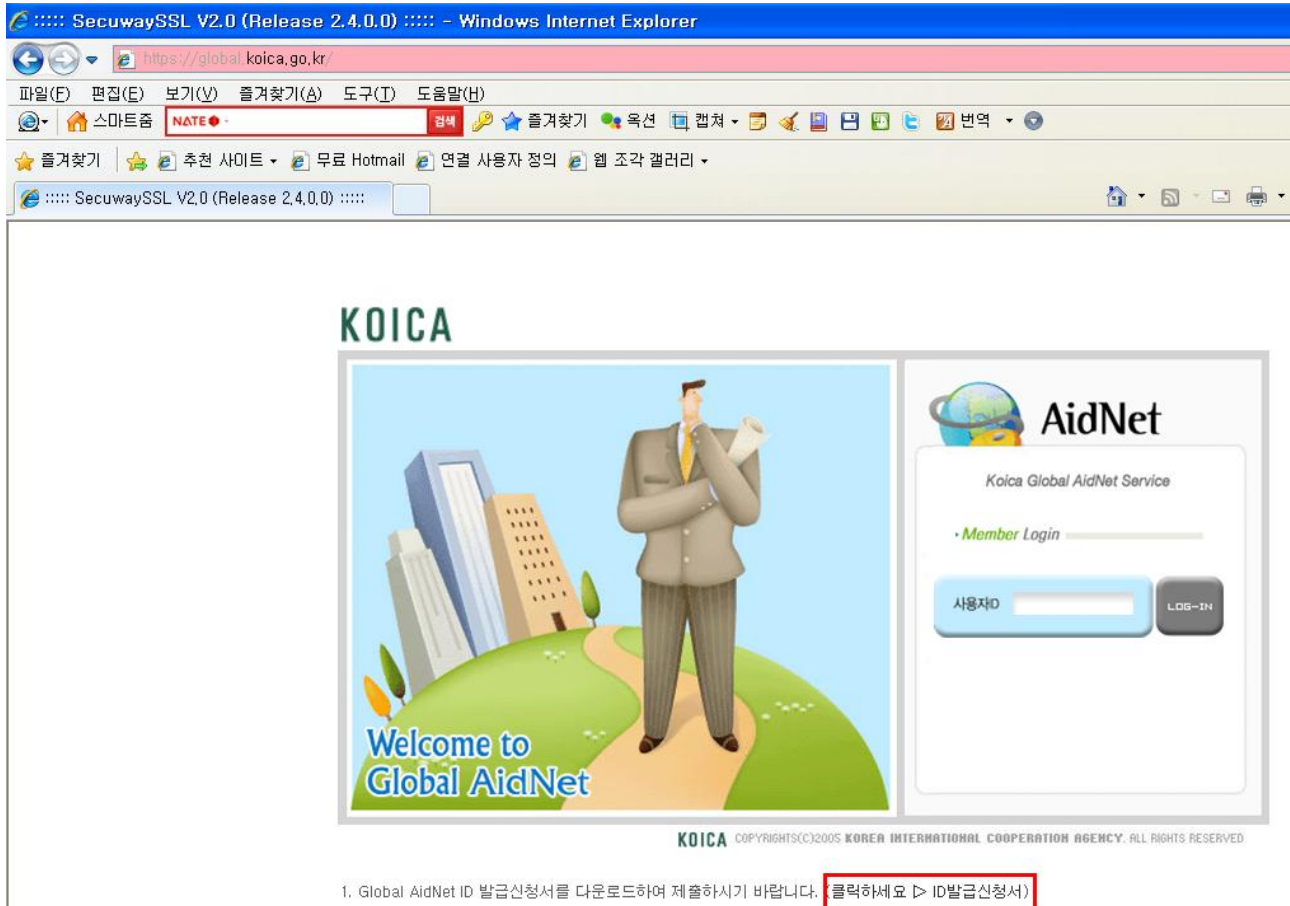 ::::: SecuwaySSL V2.0 (Release 2.4.0.0) ::::: - Windows Internet Explorer
https://global.koica.go.kr/
파일(F) 편집(E) 보기(V) 즐겨찾기(A) 도구(T) 도움말(H)
스마트줌 NATE 검색 즐겨찾기 옥션 캡쳐 번역
즐겨찾기 추천 사이트 무료 Hotmail 연결 사용자 정의 웹 조각 갤러리
::::: SecuwaySSL V2.0 (Release 2.4.0.0) :::::
KOICA
AidNet
Koica Global AidNet Service
Member Login
사용자ID LOG-IN
Welcome to
Global AidNet
KOICA COPYRIGHTS(C)2005 KOREA INTERNATIONAL COOPERATION AGENCY. ALL RIGHTS RESERVED
1. Global AidNet ID 발급신청서를 다운로드하여 제출하시기 바랍니다. (클릭하세요 ▷ ID발급신청서)